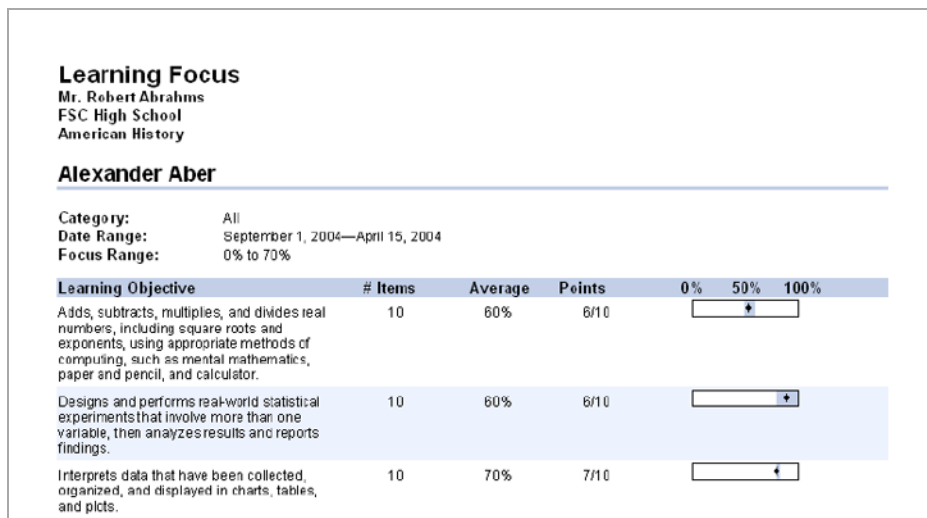 Learning Focus
Mr. Robert Abrahms
FSC High School
American History
Alexander Aber
Category: All
Date Range: September 1, 2004—April 15, 2004
Focus Range: 0% to 70%
Learning Objective # Items Average Points 0% 50% 100%
Adds, subtracts, multiplies, and divides real 10 60% 6/10
numbers, including square roots and
exponents, using appropriate methods of
computing, such as mental mathematics,
paper and pencil, and calculator.
Designs and performs real-world statistical 10 60% 6/10
experiments that involve more than one
variable, then analyzes results and reports
findings.
Interprets data that have been collected, 10 70% 7/10
organized, and displayed in charts, tables,
and plots.